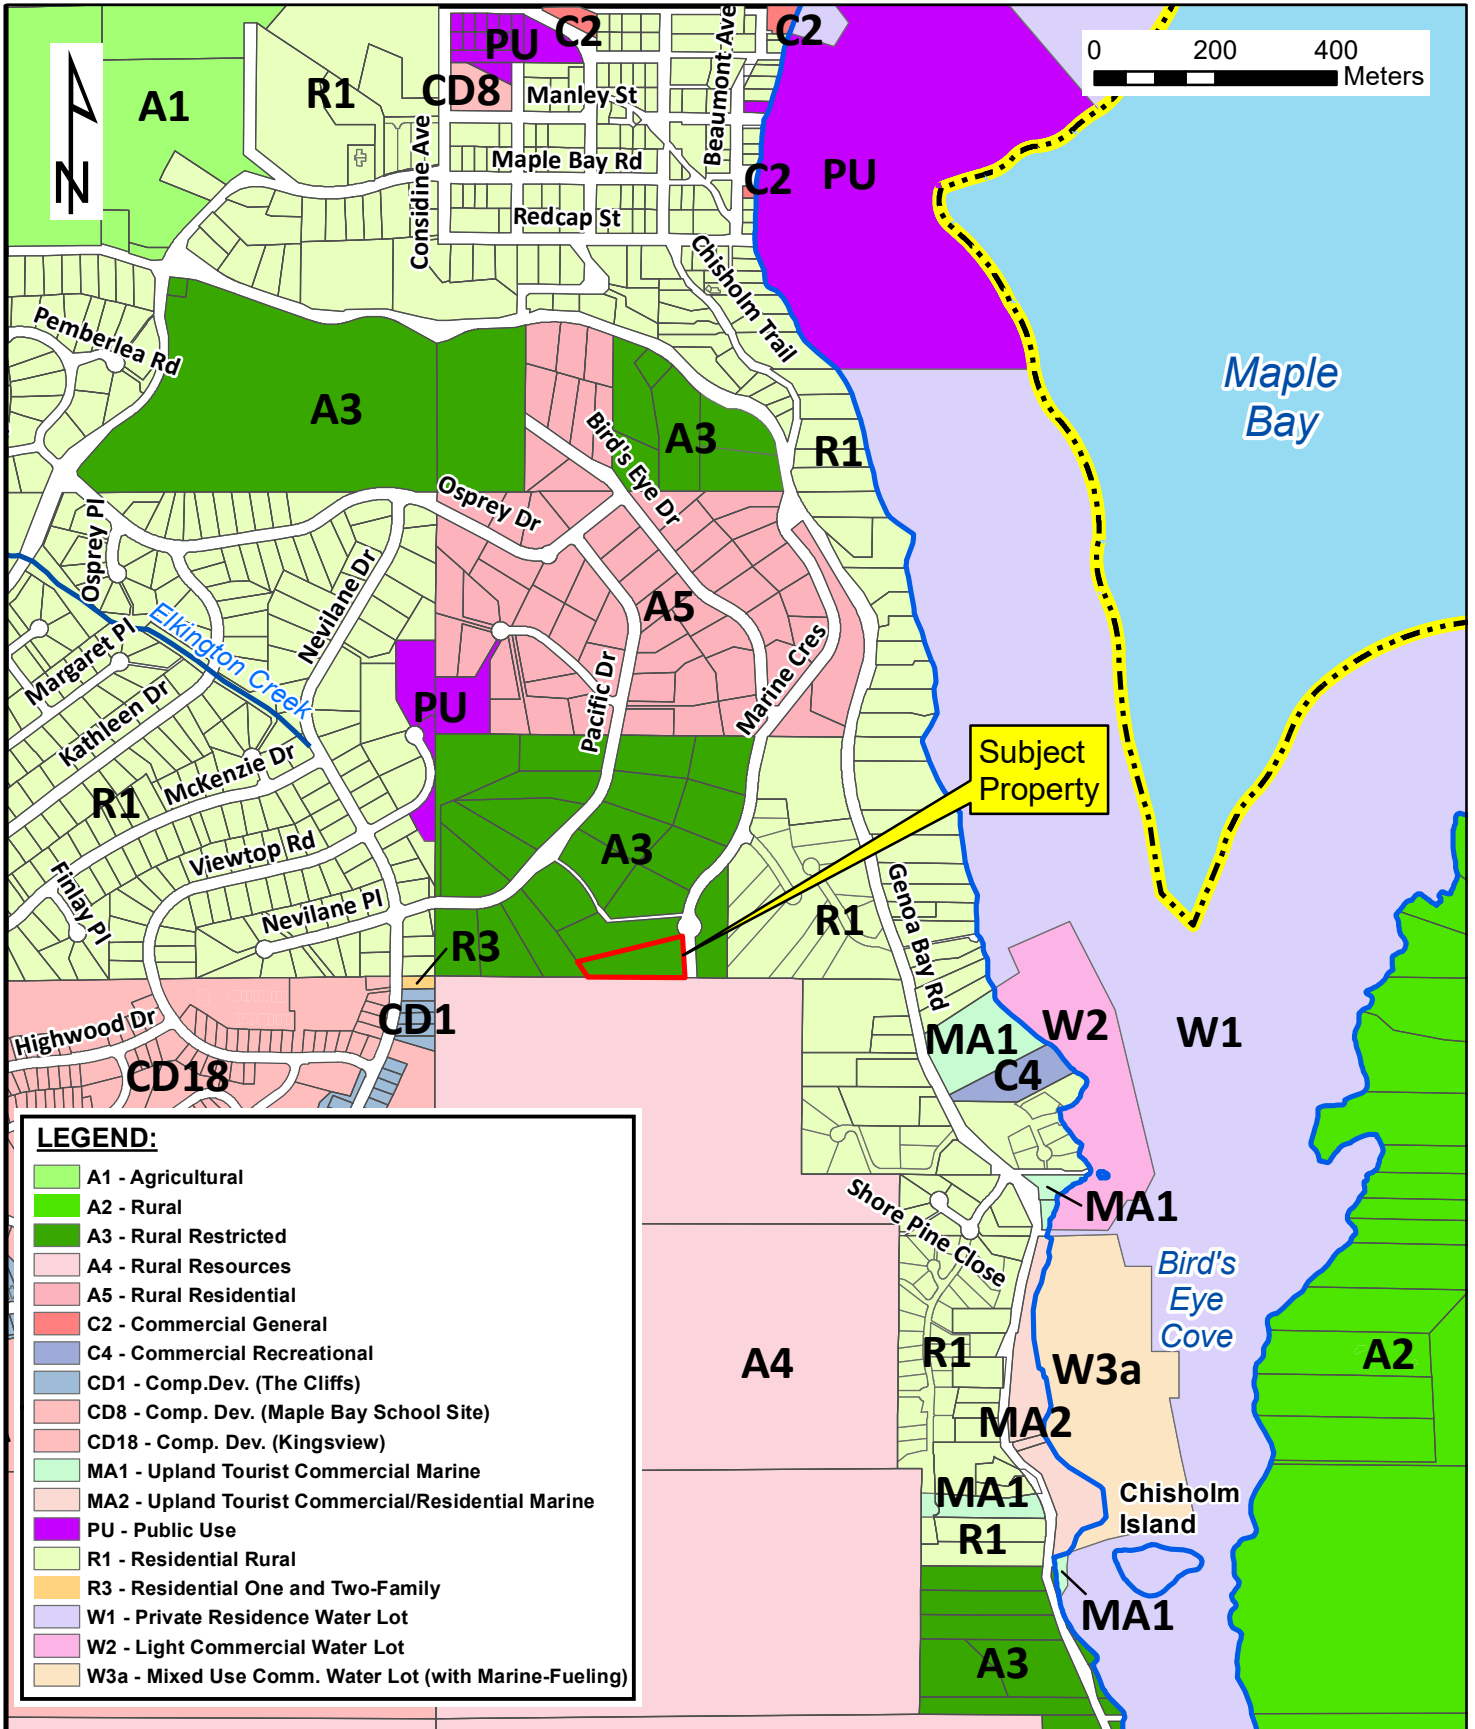 C2
C2
PU
0 200 400
Meters
R1
A1
CD8
Manley St
Beaumont Ave
Considine Ave
Maple Bay Rd
C2
PU
N
Redcap St
Chisholm Trail
Pemberlea Rd
Maple
Bay
A3
Bird's Eye Dr
A3
R1
Osprey Dr
Osprey Pl
Nevilane Dr
Elkington Creek
A5
Margaret Pl
Marine Cres
Kathleen Dr
PU
Pacific Dr
Subject
Property
McKenzie Dr
R1
Viewtop Rd
A3
Finlay Pl
Nevilane Pl
R1
Genoa Bay Rd
R3
CD1
Highwood Dr
MA1
W2
W1
CD18
C4
Shore Pine Close
MA1
Bird's
Eye
Cove
R1
A4
W3a
A2
MA2
MA1
Chisholm
Island
R1
MA1
A3
LEGEND:
A1 - Agricultural
A2 - Rural
A3 - Rural Restricted
A4 - Rural Resources
A5 - Rural Residential
C2 - Commercial General
C4 - Commercial Recreational
CD1 - Comp.Dev. (The Cliffs)
CD8 - Comp. Dev. (Maple Bay School Site)
CD18 - Comp. Dev. (Kingsview)
MA1 - Upland Tourist Commercial Marine
MA2 - Upland Tourist Commercial/Residential Marine
PU - Public Use
R1 - Residential Rural
R3 - Residential One and Two-Family
W1 - Private Residence Water Lot
W2 - Light Commercial Water Lot
W3a - Mixed Use Comm. Water Lot (with Marine-Fueling)